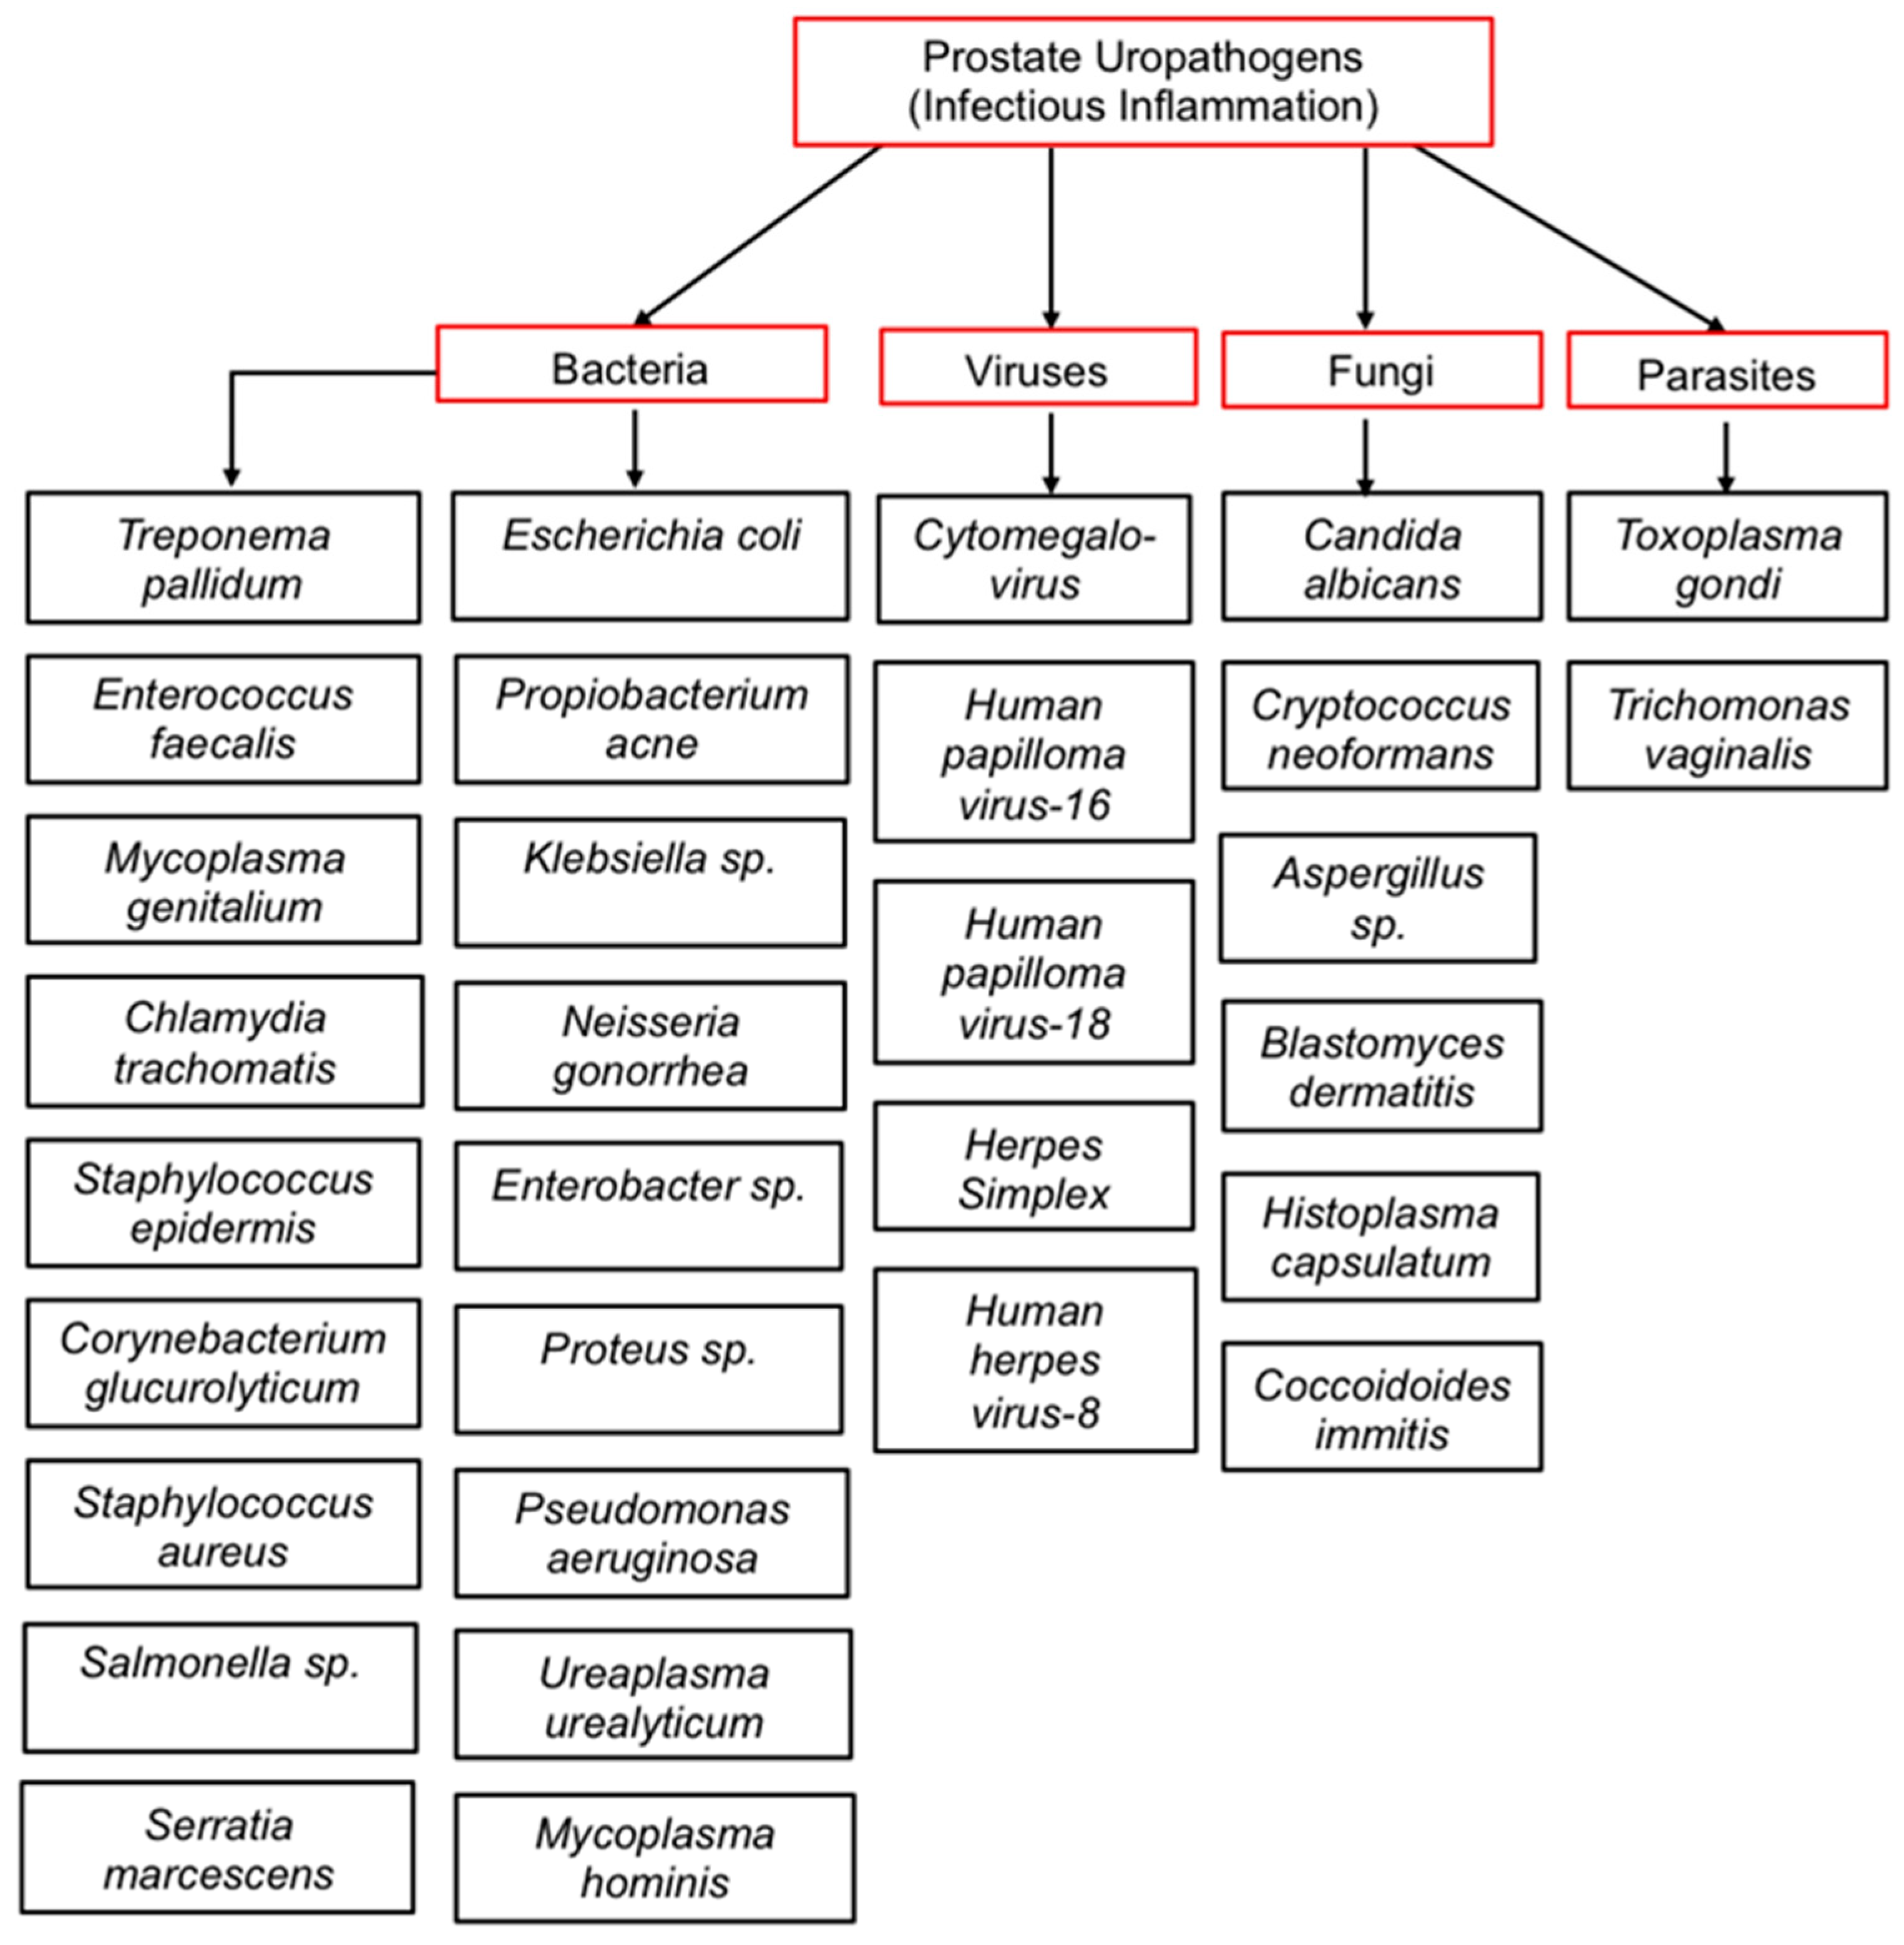 Prostate Uropathogens
(Infectious Inflammation)
Bacteria
Viruses
Fungi
Parasites
Treponema
pallidum
Enterococcus
faecalis
Mycoplasma
genitalium
Chlamydia
trachomatis
Staphylococcus
epidermis
Corynebacterium
glucurolyticum
Staphylococcus
aureus
Salmonella sp.
Serratia
marcescens
Escherichia coli
Propiobacterium
acne
Klebsiella sp.
Neisseria
gonorrhea
Enterobacter sp.
Proteus sp.
Pseudomonas
aeruginosa
Ureaplasma
urealyticum
Mycoplasma
hominis
Cytomegalo-
virus
Human
papilloma
virus-16
Human
papilloma
virus-18
Herpes
Simplex
Human
herpes
virus-8
Candida
albicans
Cryptococcus
neoformans
Aspergillus
sp.
Blastomyces
dermatitis
Histoplasma
capsulatum
Coccoidoides
immitis
Toxoplasma
gondi
Trichomonas
vaginalis